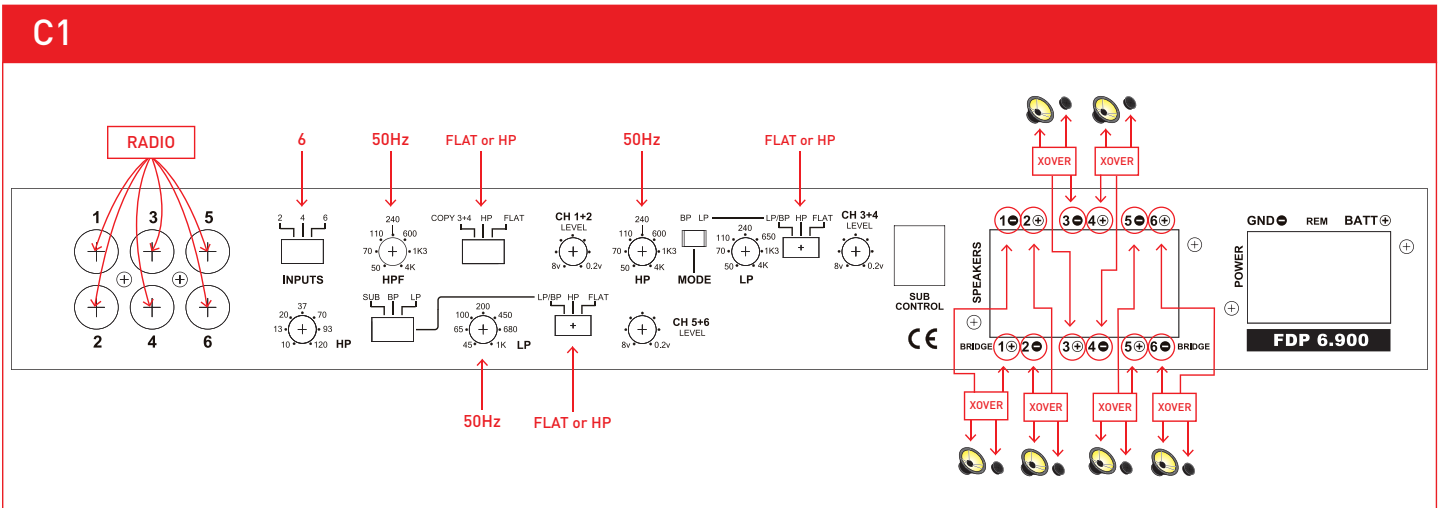 C1
RADIO
6
50Hz
FLAT or HP
50Hz
FLAT or HP
1 3 5
2 4 6
2 4 6
INPUTS
240
110 600
70 1K3
50 4K
HPF
COPY 3+4 HP FLAT
CH 1+2
LEVEL
8v 0.2v
240
110 600
70 1K3
50 4K
HP
BP LP
MODE
LP/BP HP FLAT
240
110 650
70 1K3
50 4K
LP
CH 3+4
LEVEL
8v 0.2v
37
20 70
13 93
10 120
HP
SUB BP LP
200
100 450
65 680
45 1K
LP
LP/BP HP FLAT
CH 5+6
LEVEL
8v 0.2v
50Hz
FLAT or HP
SUB
CONTROL
CE
XOVER XOVER
SPEAKERS
1⊖ 2⊕ 3⊖ 4⊕ 5⊖ 6⊕
BRIDGE 1⊕ 2⊖ 3⊕ 4⊖ 5⊕ 6⊖ BRIDGE
XOVER XOVER XOVER XOVER
GND⊖ REM BATT⊕
POWER
FDP 6.900